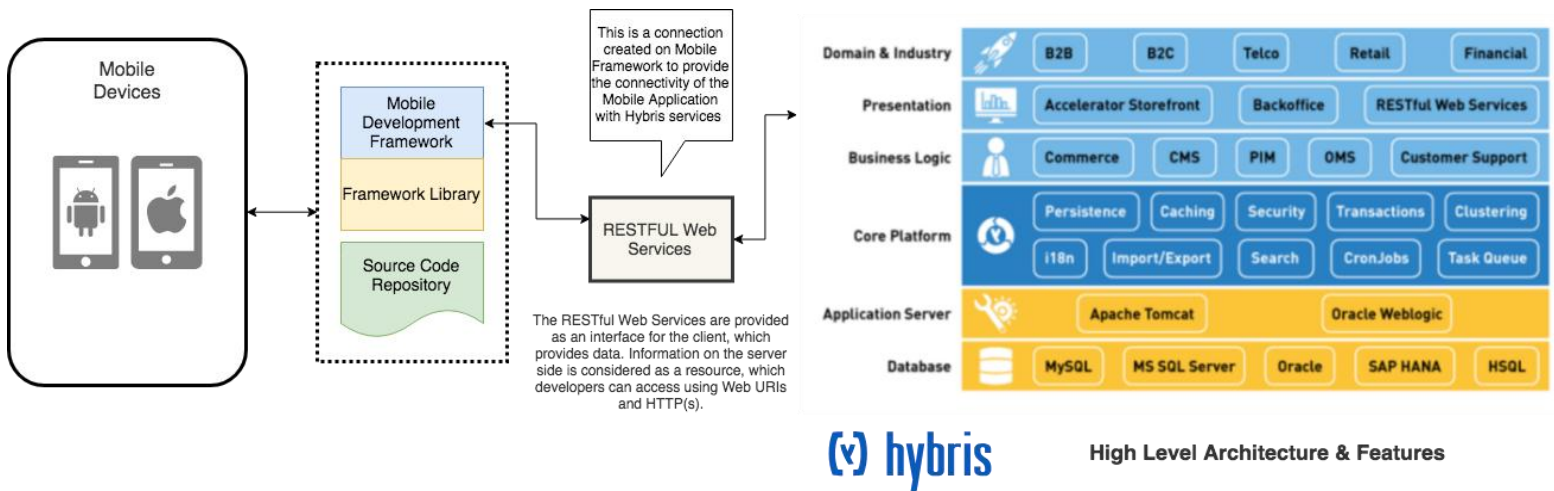 Mobile
Devices
Mobile
Development
Framework
Framework Library
Source Code
Repository
This is a connection
created on Mobile
Framework to provide
the connectivity of the
Mobile Application
with Hybris services
RESTFUL Web
Services
The RESTful Web Services are provided
as an interface for the client, which
provides data. Information on the server
side is considered as a resource, which
developers can access using Web URIs
and HTTP(s).
Domain & Industry B2B B2C Telco Retail Financial
Presentation Accelerator Storefront Backoffice RESTful Web Services
Business Logic Commerce CMS PIM OMS Customer Support
Core Platform
Persistence Caching Security Transactions Clustering
i18n Import/Export Search CronJobs Task Queue
Application Server Apache Tomcat Oracle Weblogic
Database MySQL MS SQL Server Oracle SAP HANA HSQL
(y) hybris
High Level Architecture & Features